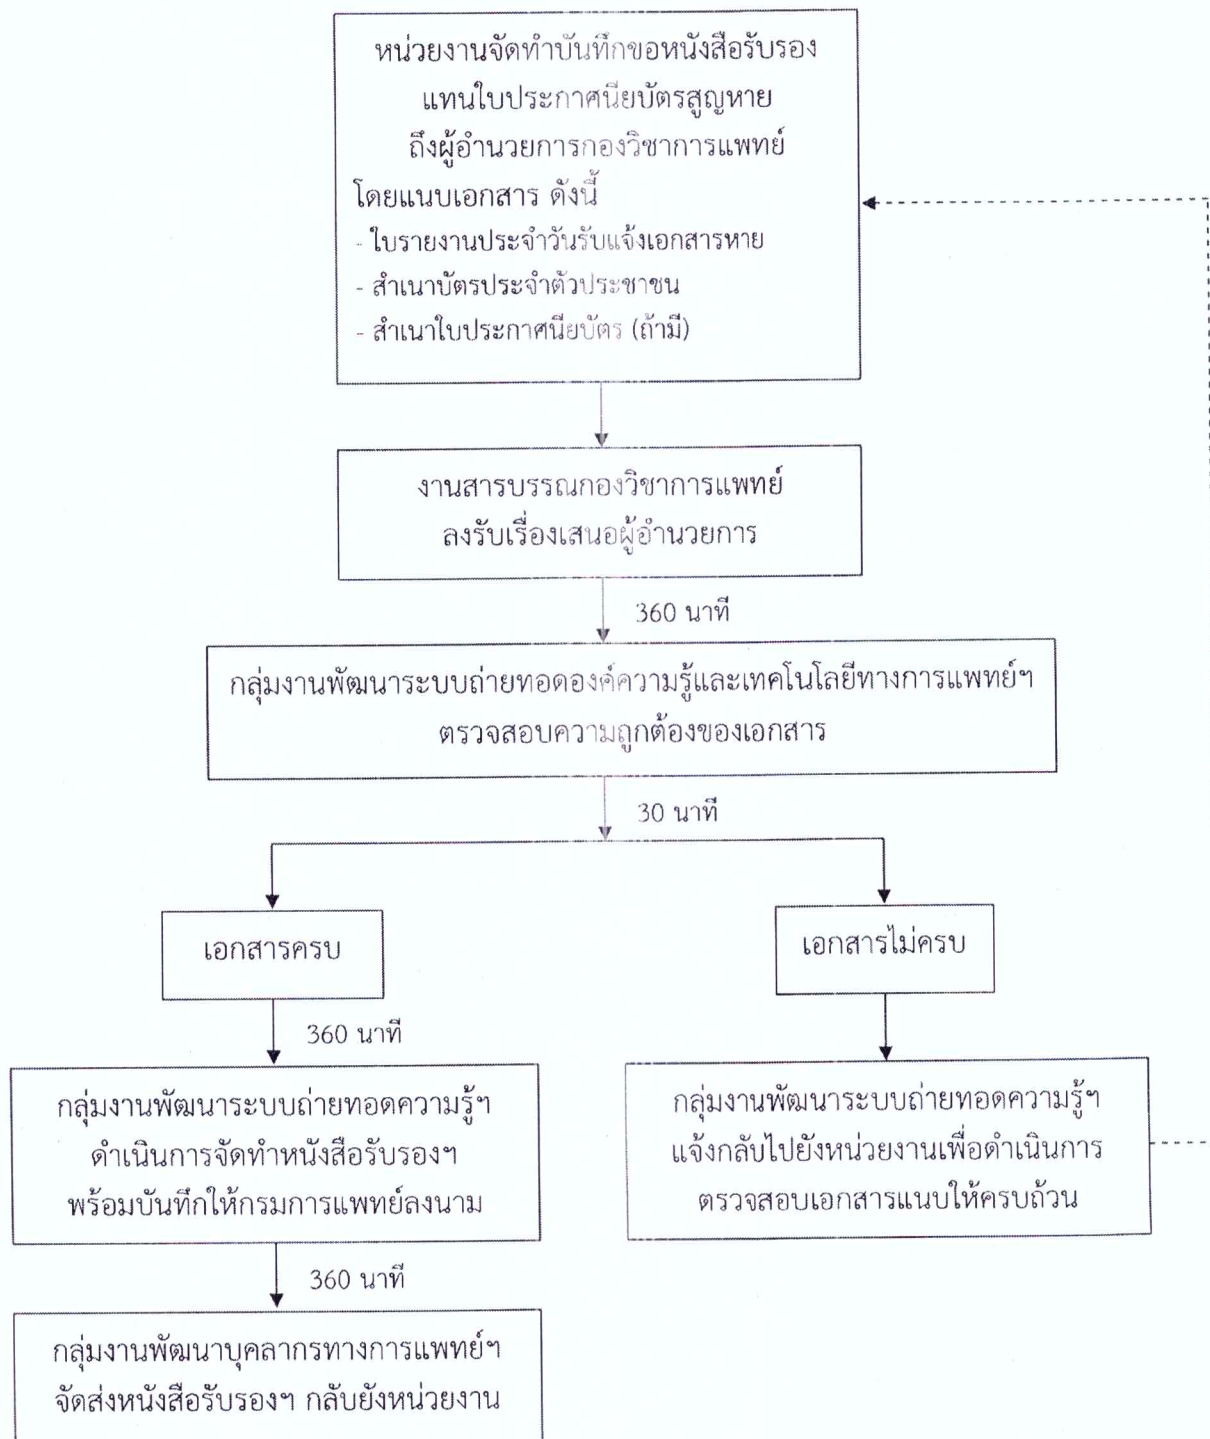 หน่วยงานจัดทำบันทึกขอหนังสือรับรอง
แทนใบประกาศนียบัตรสูญหาย
ถึงผู้อำนวยการกองวิชาการแพทย์
โดยแนบเอกสาร ดังนี้
- ใบรายงานประจำวันรับแจ้งเอกสารหาย
- สำเนาบัตรประจำตัวประชาชน
- สำเนาใบประกาศนียบัตร (ถ้ามี)
งานสารบรรณกองวิชาการแพทย์
ลงรับเรื่องเสนอผู้อำนวยการ
360 นาที
กลุ่มงานพัฒนาระบบถ่ายทอดองค์ความรู้และเทคโนโลยีทางการแพทย์ฯ
ตรวจสอบความถูกต้องของเอกสาร
30 นาที
เอกสารครบ
เอกสารไม่ครบ
360 นาที
กลุ่มงานพัฒนาระบบถ่ายทอดความรู้ฯ
ดำเนินการจัดทำหนังสือรับรองฯ
พร้อมบันทึกให้กรมการแพทย์ลงนาม
กลุ่มงานพัฒนาระบบถ่ายทอดความรู้ฯ
แจ้งกลับไปยังหน่วยงานเพื่อดำเนินการ
ตรวจสอบเอกสารแนบให้ครบถ้วน
360 นาที
กลุ่มงานพัฒนาบุคลากรทางการแพทย์ฯ
จัดส่งหนังสือรับรองฯ กลับยังหน่วยงาน